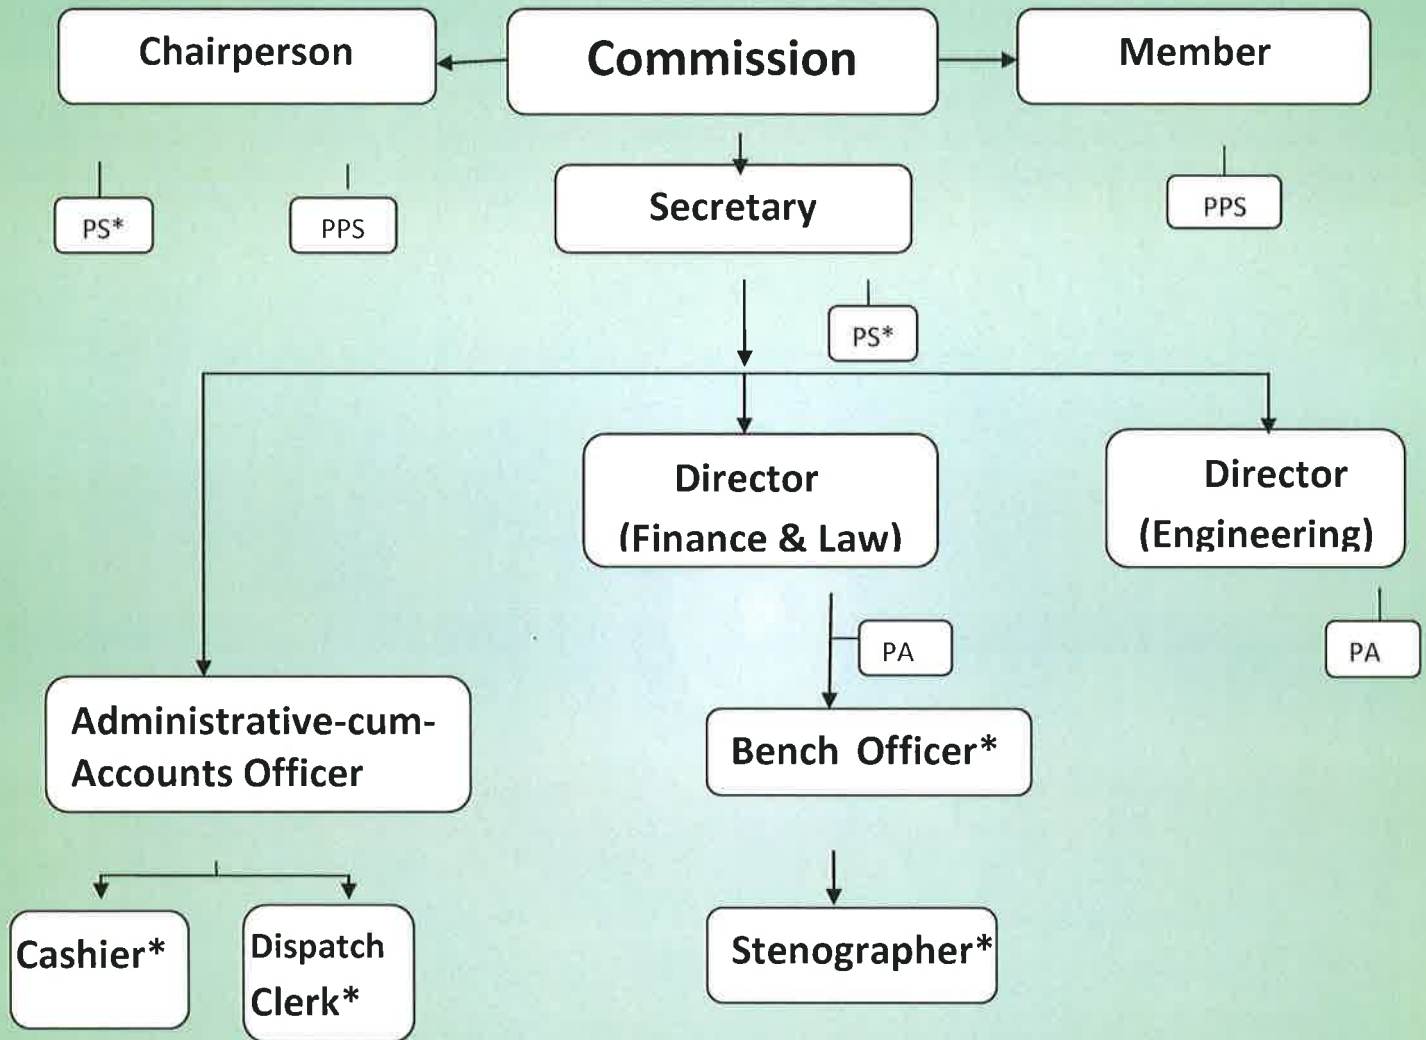 Chairperson
Commission
Member
PS*
PPS
Secretary
PPS
PS*
Director
(Finance & Law)
Director
(Engineering)
PA
PA
Administrative-cum-
Accounts Officer
Bench Officer*
Cashier*
Dispatch
Clerk*
Stenographer*